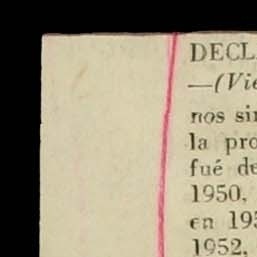 DECL
—(Vie
nos si
la pro
fué de
1950,
en 195
1952,